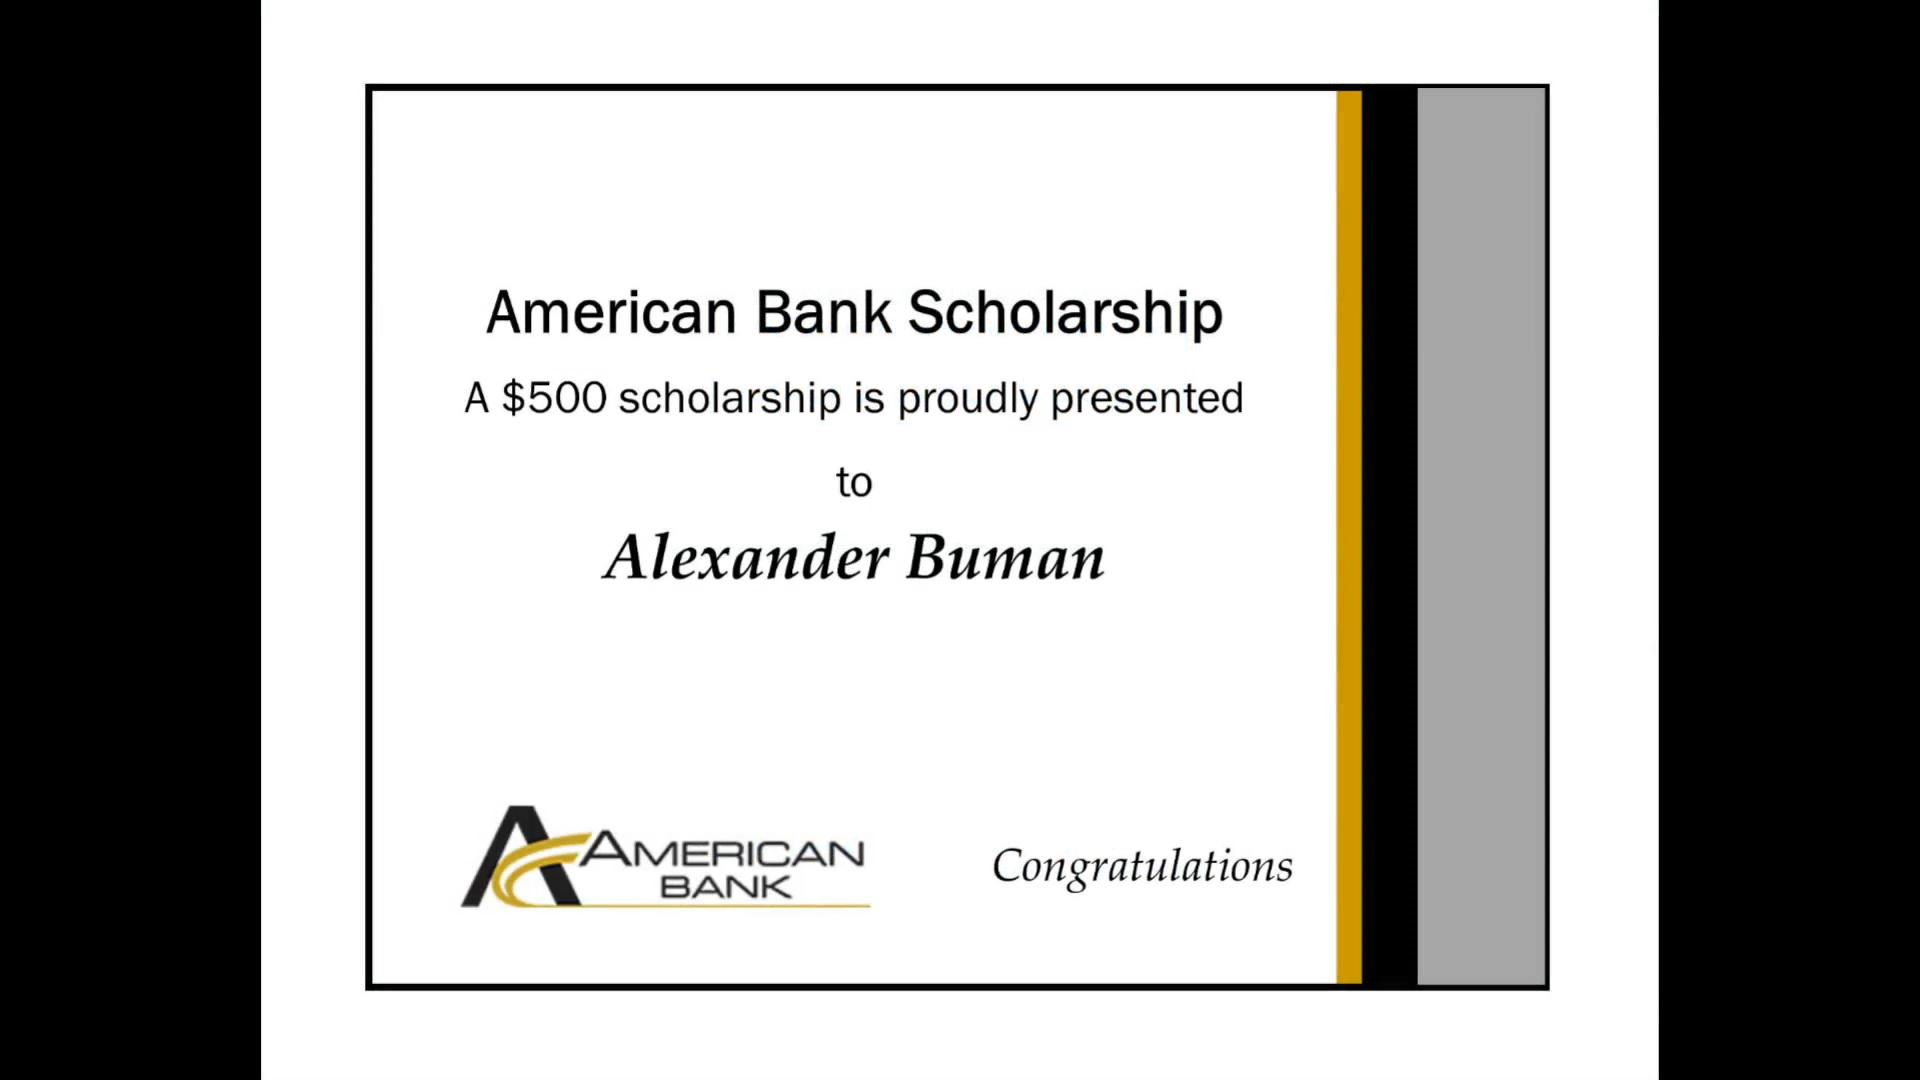 American Bank Scholarship
A $500 scholarship is proudly presented
to
Alexander Buman
AMERICAN
BANK
Congratulations